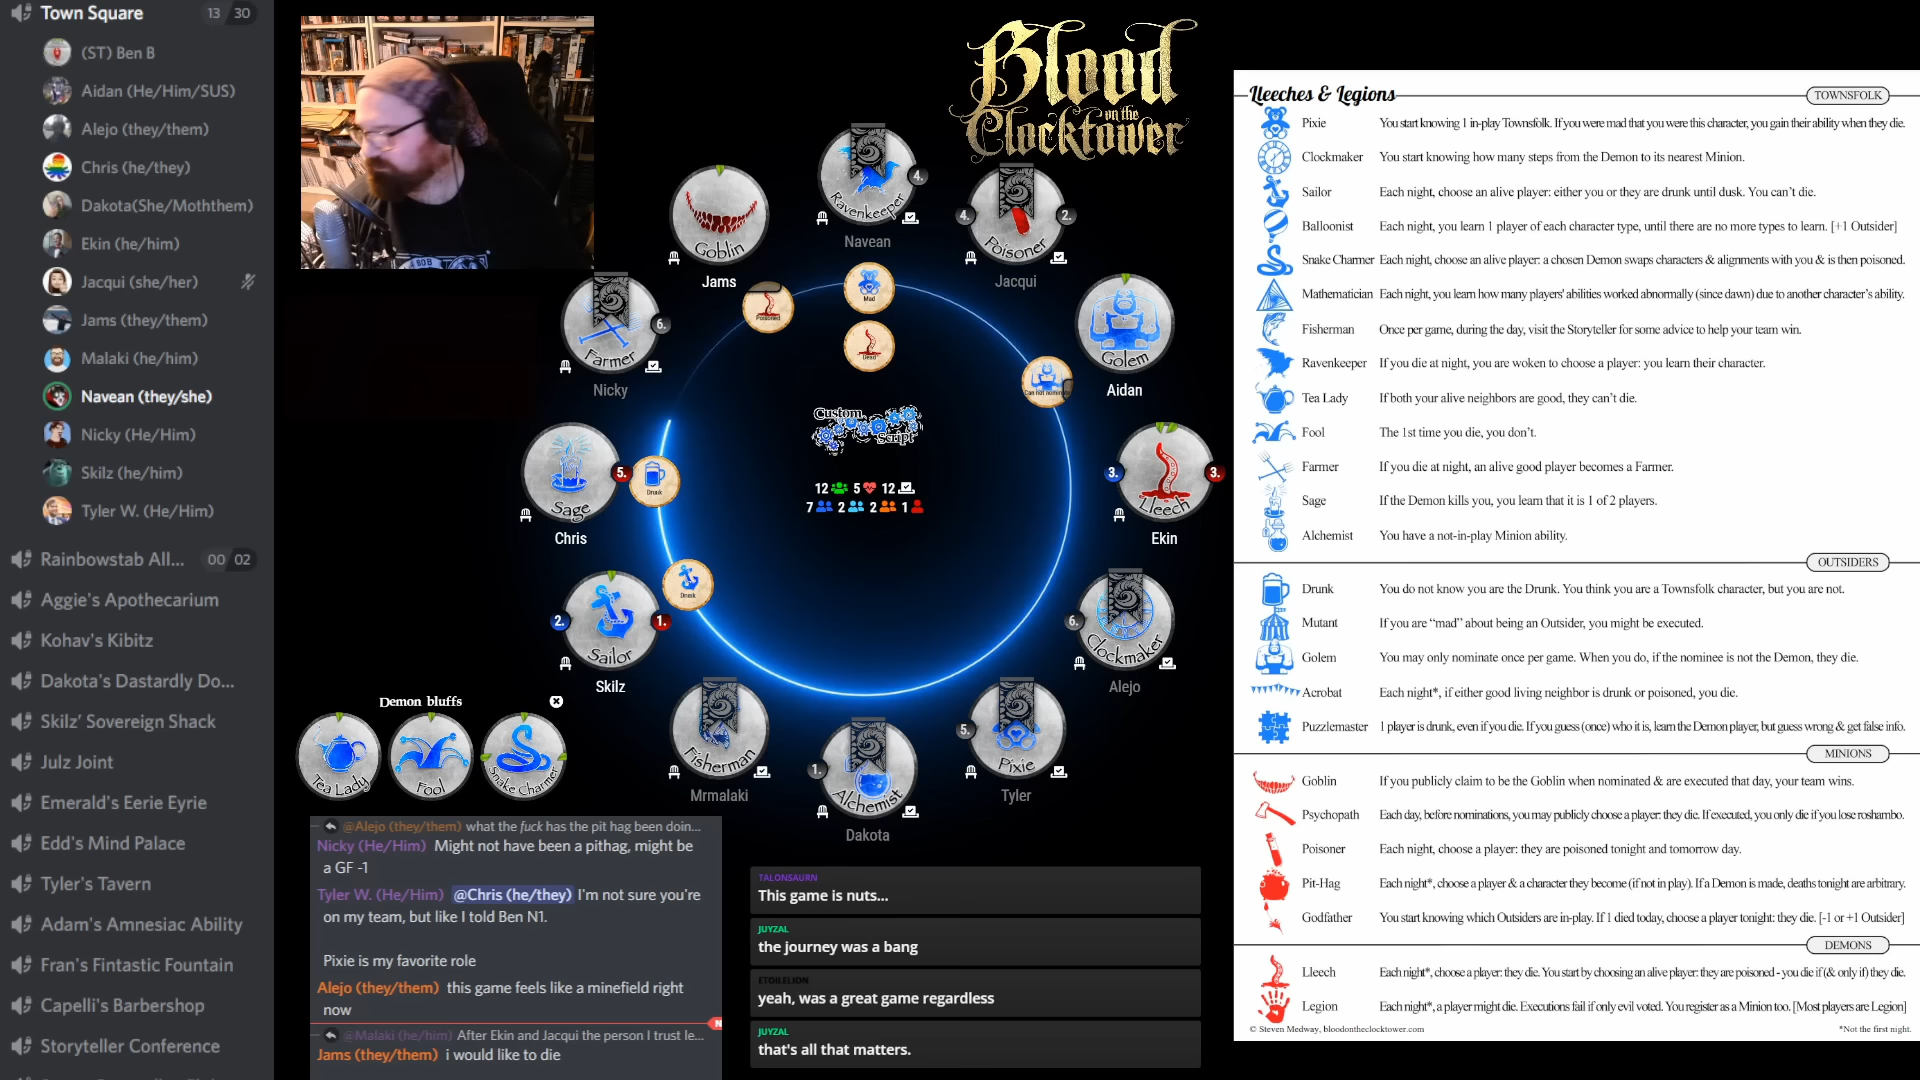 Town Square 13 30
(ST) Ben B
Aidan (He/Him/SUS)
Alejo (they/them)
Chris (he/they)
Dakota(She/Moththem)
Ekin (he/him)
Jacqui (she/her)
Jams (they/them)
Malaki (he/him)
Navean (they/she)
Nicky (He/Him)
Skilz (he/him)
Tyler W. (He/Him)
Rainbowstab All... 00 02
Aggie's Apothecarium
Kohav's Kibitz
Dakota's Dastardly Do...
Skilz' Sovereign Shack
Julz Joint
Emerald's Eerie Eyrie
Edd's Mind Palace
Tyler's Tavern
Adam's Amnesiac Ability
Fran's Fintastic Fountain
Capelli's Barbershop
Storyteller Conference
Blood
on the
Clocktower
Ravenkeeper
4.
Navean
Goblin
Jams
4.
2.
Poisoner
Jacqui
Farmer
6.
Nicky
Golem
Aidan
Poisoned
Mad
Dead
Can not nominate
Custom
Script
12 5 12
7 2 2 1
Sage
5.
Drunk
Chris
3.
3.
Lleech
Ekin
2.
1.
Drunk
Sailor
Skilz
6.
Clockmaker
Alejo
Fisherman
Mrmalaki
1.
Alchemist
Dakota
5.
Pixie
Tyler
Demon bluffs
Tea Lady
Fool
Snake Charmer
@Alejo (they/them) what the fuck has the pit hag been doin...
Nicky (He/Him) Might not have been a pithag, might be
a GF -1
Tyler W. (He/Him) @Chris (he/they) I'm not sure you're
on my team, but like I told Ben N1.
Pixie is my favorite role
Alejo (they/them) this game feels like a minefield right
now
@Malaki (he/him) After Ekin and Jacqui the person I trust le...
Jams (they/them) i would like to die
TALONSAURN
This game is nuts...
JUYZAL
the journey was a bang
ETOILELION
yeah, was a great game regardless
JUYZAL
that's all that matters.
Lleeches & Legions
TOWNSFOLK
Pixie You start knowing 1 in-play Townsfolk. If you were mad that you were this character, you gain their ability when they die.
Clockmaker You start knowing how many steps from the Demon to its nearest Minion.
Sailor Each night, choose an alive player: either you or they are drunk until dusk. You can't die.
Balloonist Each night, you learn 1 player of each character type, until there are no more types to learn. [+1 Outsider]
Snake Charmer Each night, choose an alive player: a chosen Demon swaps characters & alignments with you & is then poisoned.
Mathematician Each night, you learn how many players' abilities worked abnormally (since dawn) due to another character's ability.
Fisherman Once per game, during the day, visit the Storyteller for some advice to help your team win.
Ravenkeeper If you die at night, you are woken to choose a player: you learn their character.
Tea Lady If both your alive neighbors are good, they can't die.
Fool The 1st time you die, you don't.
Farmer If you die at night, an alive good player becomes a Farmer.
Sage If the Demon kills you, you learn that it is 1 of 2 players.
Alchemist You have a not-in-play Minion ability.
OUTSIDERS
Drunk You do not know you are the Drunk. You think you are a Townsfolk character, but you are not.
Mutant If you are “mad” about being an Outsider, you might be executed.
Golem You may only nominate once per game. When you do, if the nominee is not the Demon, they die.
Acrobat Each night*, if either good living neighbor is drunk or poisoned, you die.
Puzzlemaster 1 player is drunk, even if you die. If you guess (once) who it is, learn the Demon player, but guess wrong & get false info.
MINIONS
Goblin If you publicly claim to be the Goblin when nominated & are executed that day, your team wins.
Psychopath Each day, before nominations, you may publicly choose a player: they die. If executed, you only die if you lose roshambo.
Poisoner Each night, choose a player: they are poisoned tonight and tomorrow day.
Pit-Hag Each night*, choose a player & a character they become (if not in play). If a Demon is made, deaths tonight are arbitrary.
Godfather You start knowing which Outsiders are in-play. If 1 died today, choose a player tonight: they die. [-1 or +1 Outsider]
DEMONS
Lleech Each night*, choose a player: they die. You start by choosing an alive player: they are poisoned - you die if (& only if) they die.
Legion Each night*, a player might die. Executions fail if only evil voted. You register as a Minion too. [Most players are Legion]
© Steven Medway, bloodontheclocktower.com *Not the first night.